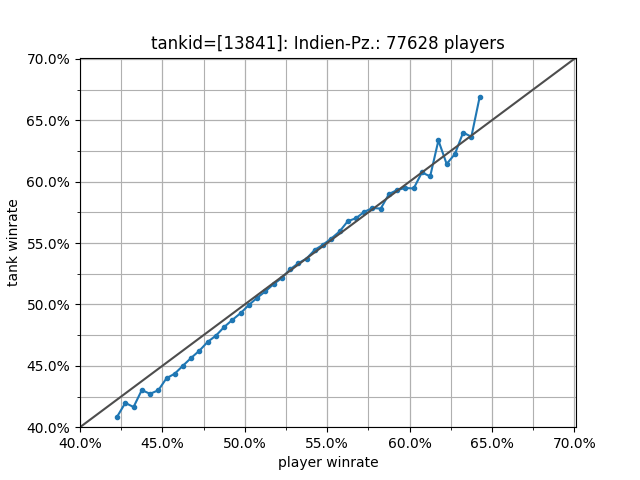 tankid=[13841]: Indien-Pz.: 77628 players
70.0%
65.0%
60.0%
55.0%
50.0%
45.0%
40.0%
tank winrate
40.0% 45.0% 50.0% 55.0% 60.0% 65.0% 70.0%
player winrate